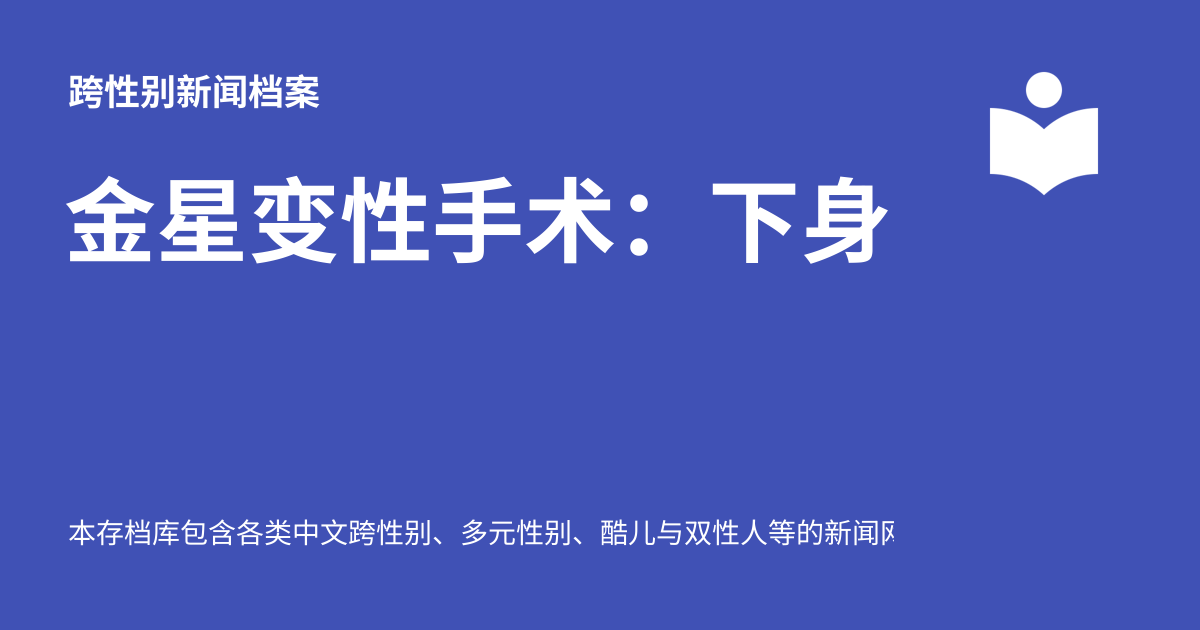 跨性别新闻档案
金星变性手术：下身
本存档库包含各类中文跨性别、多元性别、酷儿与双性人等的新闻